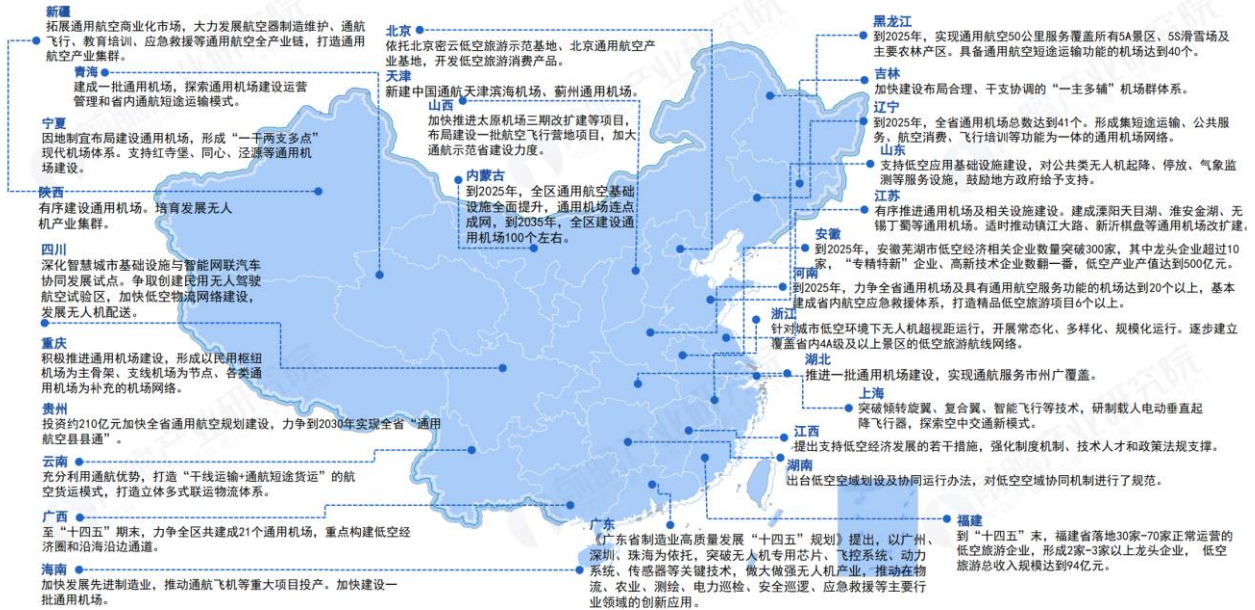 新疆
拓展通用航空商业化市场，大力发展航空器制造维护、通航
飞行、教育培训、应急救援等通用航空全产业链，打造通用
航空产业集群。
青海
建成一批通用机场，探索通用机场建设运营
管理和省内通航短途运输模式。
宁夏
因地制宜布局建设通用机场，形成“一干两支多点”
现代机场体系。支持红寺堡、同心、泾源等通用机
场建设。
陕西
有序建设通用机场。培育发展无人
机产业集群。
四川
深化智慧城市基础设施与智能网联汽车
协同发展试点。争取创建民用无人驾驶
航空试验区，加快低空物流网络建设，
发展无人机配送。
重庆
积极推进通用机场建设，形成以民用枢纽
机场为主骨架、支线机场为节点、各类通
用机场为补充的机场网络。
贵州
投资约210亿元加快全省通用航空规划建设，力争到2030年实现全省“通用
航空县县通”。
云南
充分利用通航优势，打造“干线运输+通航短途货运”的航
空货运模式，打造立体多式联运物流体系。
广西
至“十四五”期末，力争全区共建成21个通用机场，重点构建低空经
济圈和沿海沿边通道。
海南
加快发展先进制造业，推动通航飞机等重大项目投产。加快建设一
批通用机场。
北京
依托北京密云低空旅游示范基地、北京通用航空产
业基地，开发低空旅游消费产品。
天津
新建中国通航天津滨海机场、蓟州通用机场。
山西
加快推进太原机场三期改扩建等项目，
布局建设一批航空飞行营地项目，加大
通航示范省建设力度。
内蒙古
到2025年，全区通用航空基础
设施全面提升，通用机场连点
成网，到2035年，全区建设通
用机场100个左右。
黑龙江
到2025年，实现通用航空50公里服务覆盖所有5A景区、5S滑雪场及
主要农林产区。具备通用航空短途运输功能的机场达到40个。
吉林
加快建设布局合理、干支协调的“一主多辅”机场群体系。
辽宁
到2025年，全省通用机场总数达到41个。形成集短途运输、公共服
务、航空消费、飞行培训等功能为一体的通用机场网络。
山东
支持低空应用基础设施建设，对公共类无人机起降、停放、气象监
测等服务设施，鼓励地方政府给予支持。
江苏
有序推进通用机场及相关设施建设。建成溧阳天目湖、淮安金湖、无
锡丁蜀等通用机场。适时推动镇江大路、新沂棋盘等通用机场改扩建。
安徽
到2025年，安徽芜湖市低空经济相关企业数量突破300家，其中龙头企业超过10
家，“专精特新”企业、高新技术企业数翻一番，低空产业产值达到500亿元。
河南
到2025年，力争全省通用机场及具有通用航空服务功能的机场达到20个以上，基本
建成省内航空应急救援体系，打造精品低空旅游项目6个以上。
浙江
针对城市低空环境下无人机超视距运行，开展常态化、多样化、规模化运行。逐步建立
覆盖省内4A级及以上景区的低空旅游航线网络。
湖北
推进一批通用机场建设，实现通航服务市州广覆盖。
上海
突破倾转旋翼、复合翼、智能飞行等技术，研制载人电动垂直起
降飞行器，探索空中交通新模式。
江西
提出支持低空经济发展的若干措施，强化制度机制、技术人才和政策法规支撑。
湖南
出台低空空域划设及协同运行办法，对低空空域协同机制进行了规范。
福建
到“十四五”末，福建省落地30家-70家正常运营的
低空旅游企业，形成2家-3家以上龙头企业， 低空
旅游总收入规模达到94亿元。
广东
《广东省制造业高质量发展“十四五”规划》提出，以广州、
深圳、珠海为依托，突破无人机专用芯片、飞控系统、动力
系统、传感器等关键技术，做大做强无人机产业，推动在物
流、农业、测绘、电力巡检、安全巡逻、应急救援等主要行
业领域的创新应用。